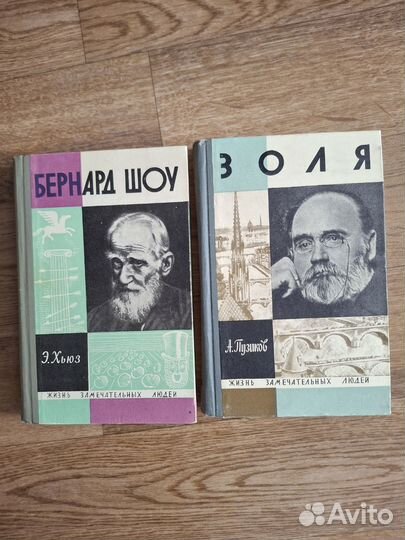 БЕРНАРД ШОУ
Э. Хьюз
ЖИЗНЬ ЗАМЕЧАТЕЛЬНЫХ ЛЮДЕЙ
ЗОЛЯ
А. Пузиков
ЖИЗНЬ ЗАМЕЧАТЕЛЬНЫХ ЛЮДЕЙ
Avito